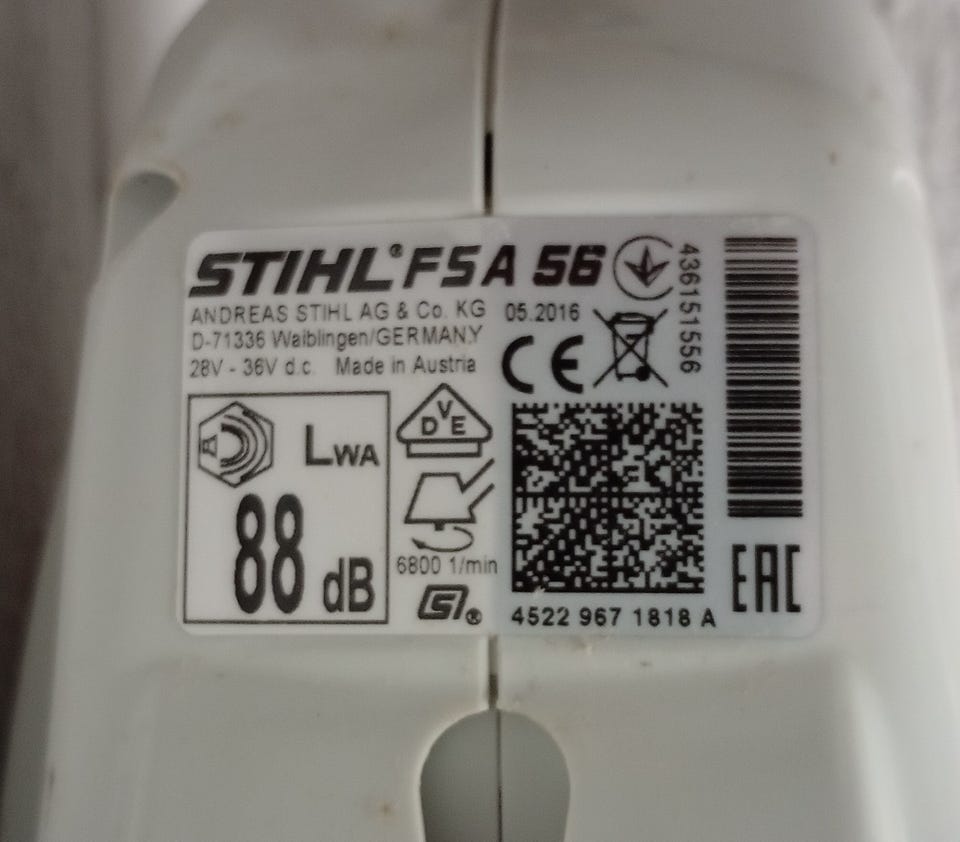 STIHL® FSA 56
ANDREAS STIHL AG & Co. KG
D-71336 Waiblingen/GERMANY
28V - 36V d.c. Made in Austria
05.2016
CE
436151556
LWA
88 dB
DVE
6800 1/min
GS®
4522 967 1818 A
EAC